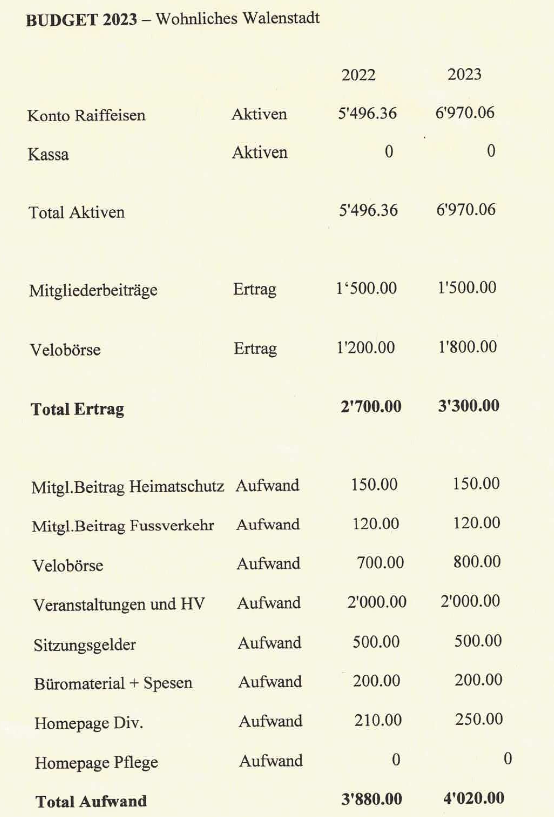 BUDGET 2023 – Wohnliches Walenstadt
2022 2023
Konto Raiffeisen Aktiven 5'496.36 6'970.06
Kassa Aktiven 0 0
Total Aktiven 5'496.36 6'970.06
Mitgliederbeiträge Ertrag 1‘500.00 1'500.00
Velobörse Ertrag 1'200.00 1'800.00
Total Ertrag 2'700.00 3'300.00
Mitgl.Beitrag Heimatschutz Aufwand 150.00 150.00
Mitgl.Beitrag Fussverkehr Aufwand 120.00 120.00
Velobörse Aufwand 700.00 800.00
Veranstaltungen und HV Aufwand 2'000.00 2'000.00
Sitzungsgelder Aufwand 500.00 500.00
Büromaterial + Spesen Aufwand 200.00 200.00
Homepage Div. Aufwand 210.00 250.00
Homepage Pflege Aufwand 0 0
Total Aufwand 3'880.00 4'020.00